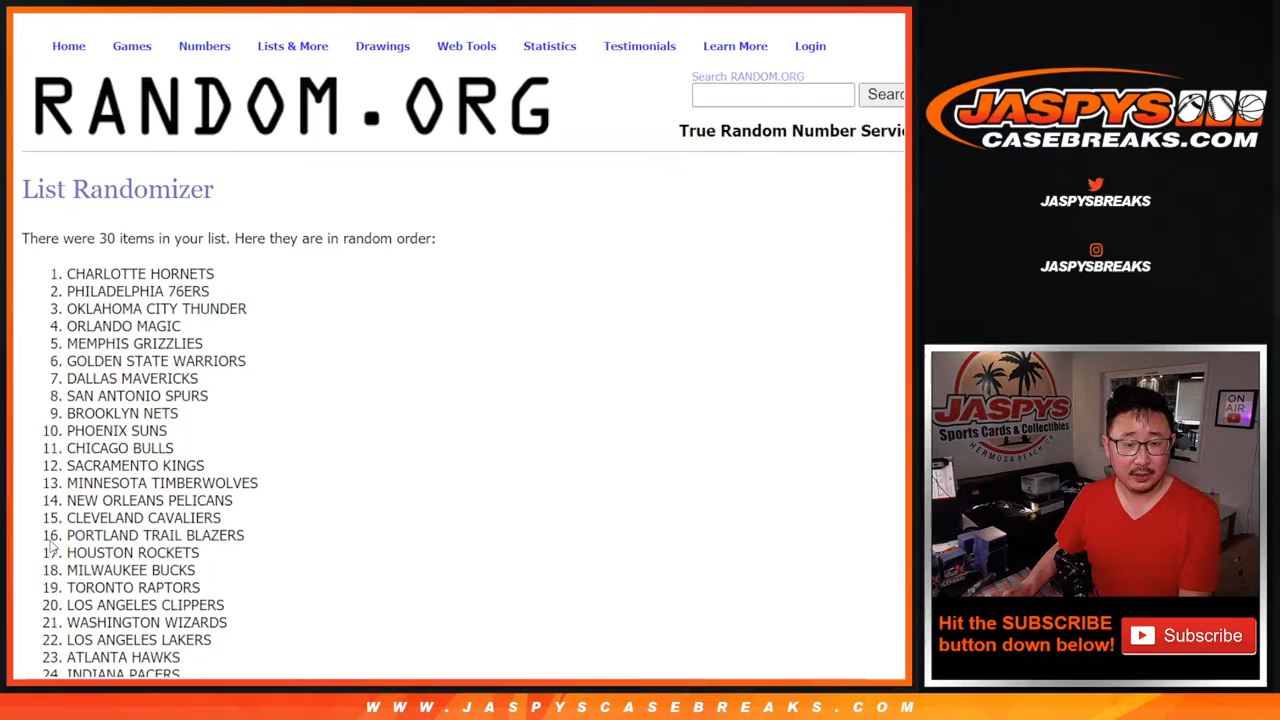 Home Games Numbers Lists & More Drawings Web Tools Statistics Testimonials Learn More Login
RANDOM.ORG
Search RANDOM.ORG
True Random Number Servi
List Randomizer
There were 30 items in your list. Here they are in random order:
1. CHARLOTTE HORNETS
2. PHILADELPHIA 76ERS
3. OKLAHOMA CITY THUNDER
4. ORLANDO MAGIC
5. MEMPHIS GRIZZLIES
6. GOLDEN STATE WARRIORS
7. DALLAS MAVERICKS
8. SAN ANTONIO SPURS
9. BROOKLYN NETS
10. PHOENIX SUNS
11. CHICAGO BULLS
12. SACRAMENTO KINGS
13. MINNESOTA TIMBERWOLVES
14. NEW ORLEANS PELICANS
15. CLEVELAND CAVALIERS
16. PORTLAND TRAIL BLAZERS
17. HOUSTON ROCKETS
18. MILWAUKEE BUCKS
19. TORONTO RAPTORS
20. LOS ANGELES CLIPPERS
21. WASHINGTON WIZARDS
22. LOS ANGELES LAKERS
23. ATLANTA HAWKS
24. INDIANA PACERS
JASPYS
CASEBREAKS.COM
JASPYSBREAKS
JASPYSBREAKS
JASPYS
Sports Cards & Collectibles
HERMOSA BEACH CA
ON AIR
Hit the SUBSCRIBE
button down below!
Subscribe
WWW.JASPYSCASEBREAKS.COM